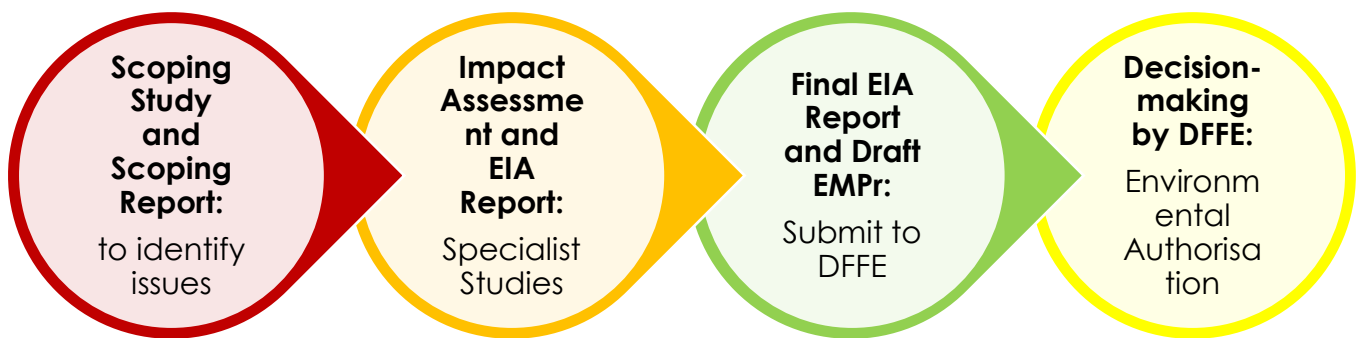 Scoping
Study
and
Scoping
Report:
to identify
issues
Impact
Assessme
nt and
EIA
Report:
Specialist
Studies
Final EIA
Report
and Draft
EMPr:
Submit to
DFFE
Decision-
making
by DFFE:
Environm
ental
Authorisa
tion